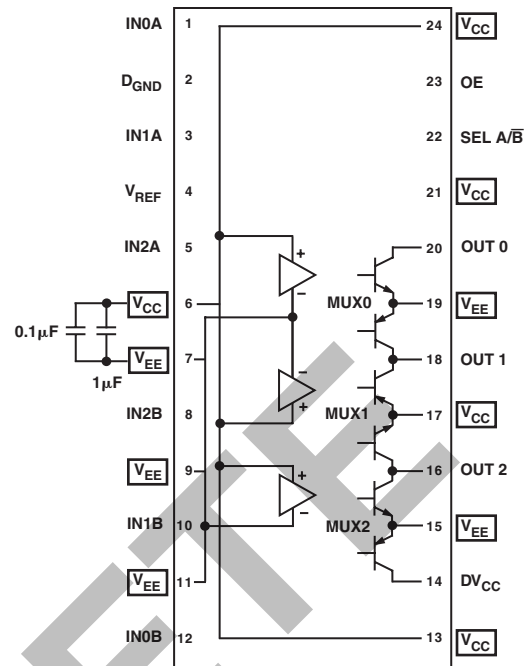 IN0A 1 24 VCC
DGND 2 23 OE
IN1A 3 22 SEL A/B̅
VREF 4 21 VCC
IN2A 5 20 OUT 0
+
−
MUX0
VCC 6 19 VEE
0.1μF
1μF
VEE 7 18 OUT 1
−
+
MUX1
IN2B 8 17 VCC
VEE 9 16 OUT 2
+
−
MUX2
IN1B 10 15 VEE
VEE 11 14 DVCC
IN0B 12 13 VCC
ETE